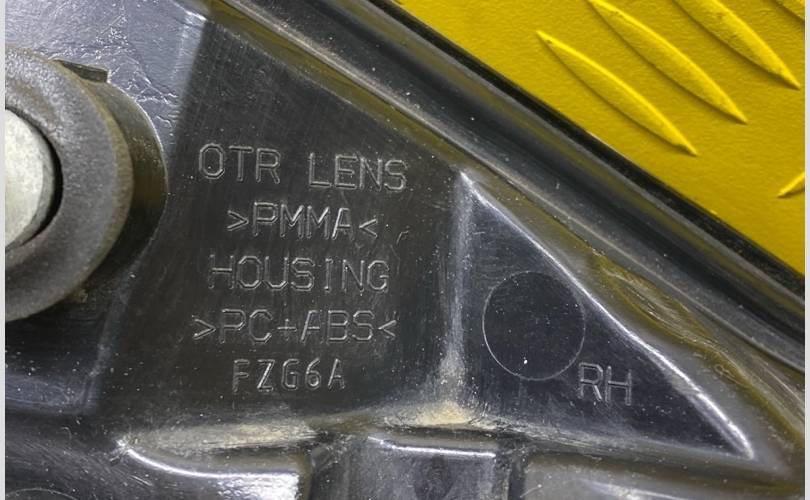 OTR LENS
>PMMA<
HOUSING
>PC+ABS<
FZG6A
RH